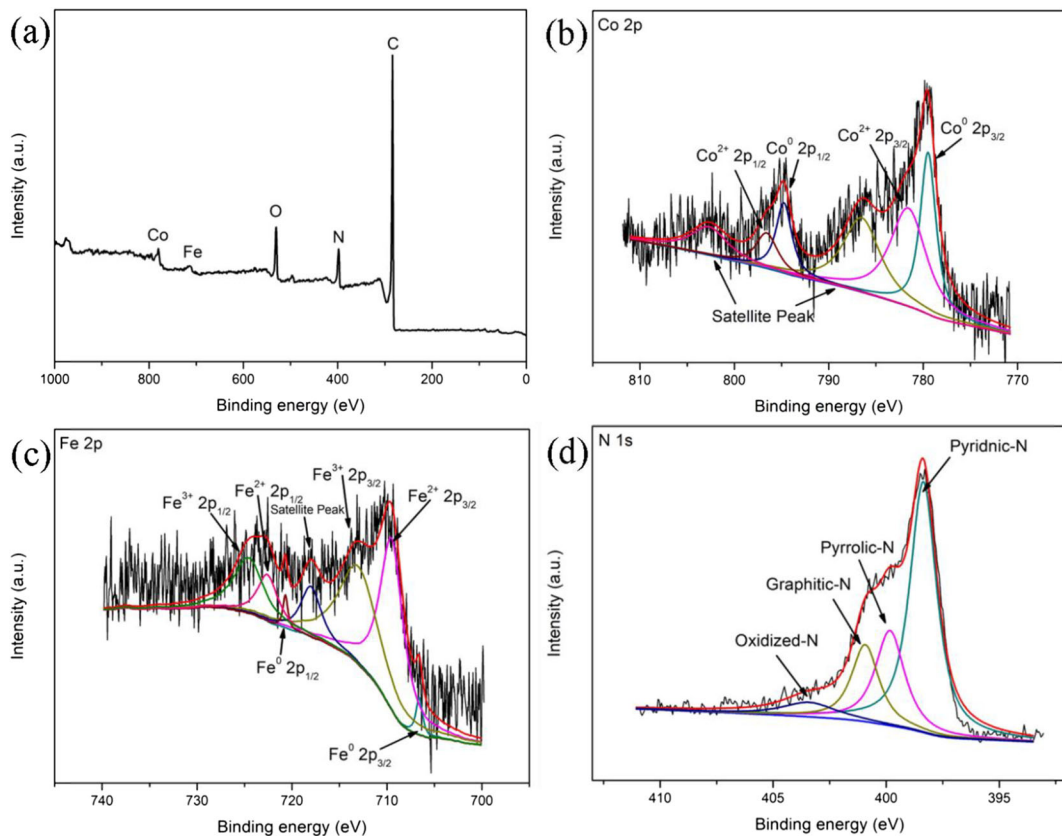 (a)
C
O
N
Co
Fe
Intensity (a.u.)
1000 800 600 400 200 0
Binding energy (eV)
(b)
Co 2p
Co²⁺ 2p₁/₂
Co⁰ 2p₁/₂
Co²⁺ 2p₃/₂
Co⁰ 2p₃/₂
Satellite Peak
Intensity (a.u.)
810 800 790 780 770
Binding energy (eV)
(c)
Fe 2p
Fe³⁺ 2p₁/₂
Fe²⁺ 2p₁/₂
Satellite Peak
Fe³⁺ 2p₃/₂
Fe²⁺ 2p₃/₂
Fe⁰ 2p₁/₂
Fe⁰ 2p₃/₂
Intensity (a.u.)
740 730 720 710 700
Binding energy (eV)
(d)
N 1s
Pyridnic-N
Pyrrolic-N
Graphitic-N
Oxidized-N
Intensity (a.u.)
410 405 400 395
Binding energy (eV)